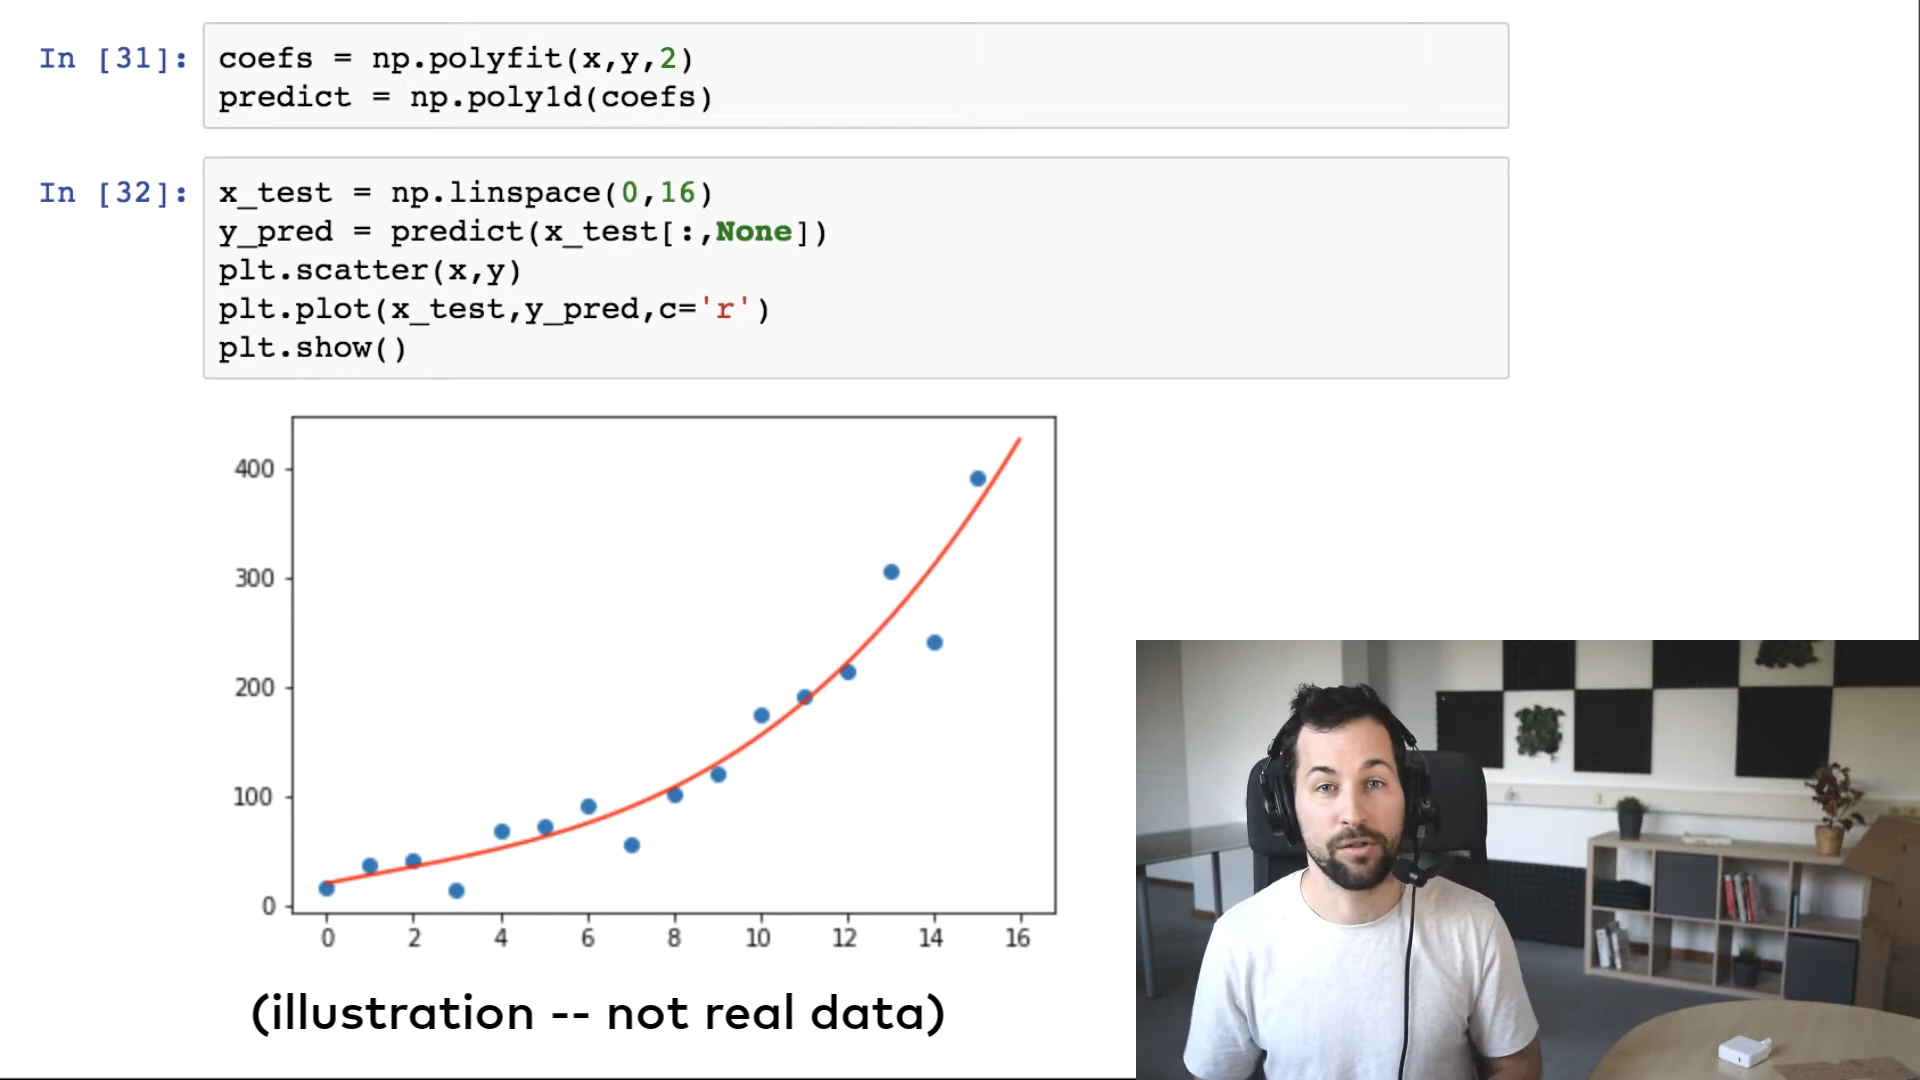 In [31]: coefs = np.polyfit(x,y,2)
predict = np.poly1d(coefs)
In [32]: x_test = np.linspace(0,16)
y_pred = predict(x_test[:,None])
plt.scatter(x,y)
plt.plot(x_test,y_pred,c='r')
plt.show()
400
300
200
100
0
0 2 4 6 8 10 12 14 16
(illustration -- not real data)